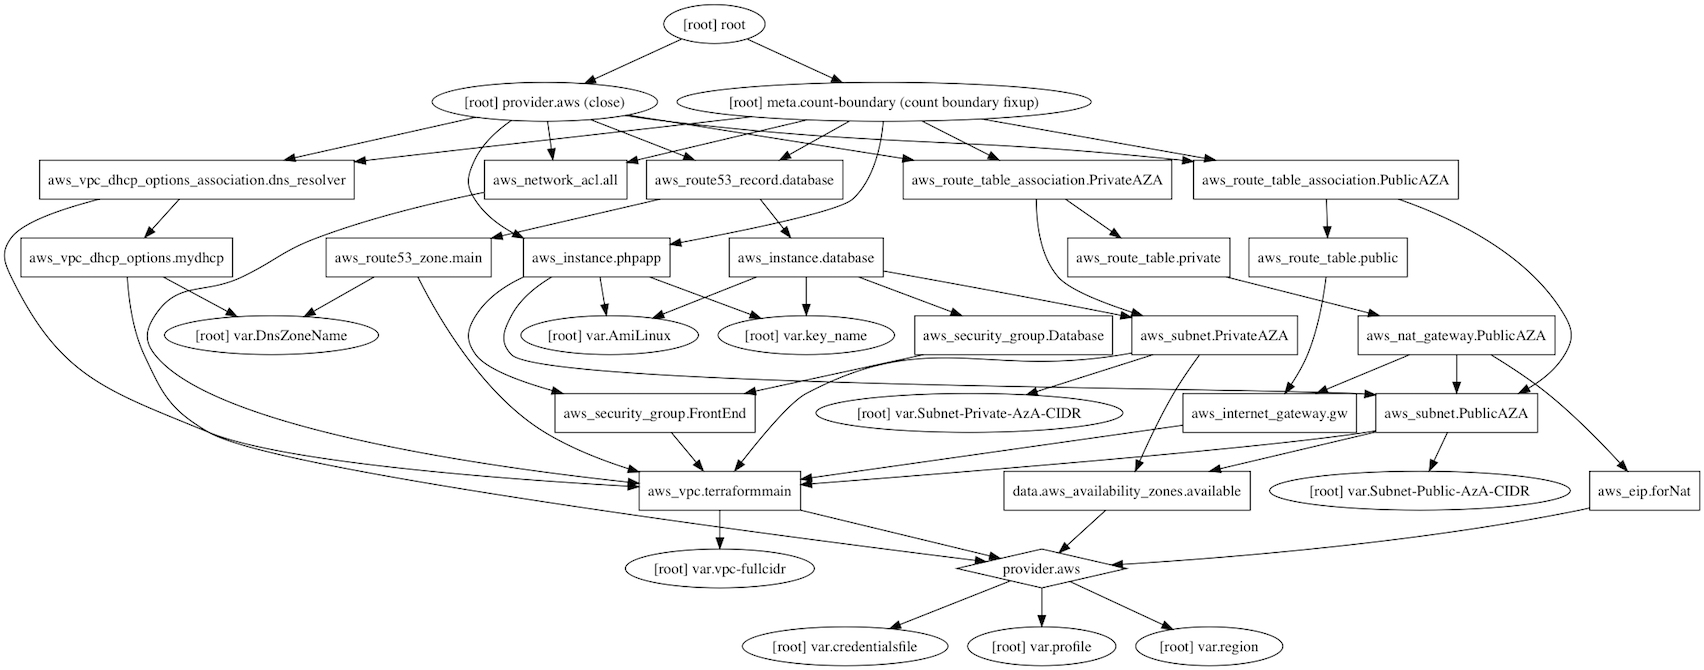 [root] root
[root] provider.aws (close)
[root] meta.count-boundary (count boundary fixup)
aws_vpc_dhcp_options_association.dns_resolver
aws_network_acl.all
aws_route53_record.database
aws_route_table_association.PrivateAZA
aws_route_table_association.PublicAZA
aws_vpc_dhcp_options.mydhcp
aws_route53_zone.main
aws_instance.phpapp
aws_instance.database
aws_route_table.private
aws_route_table.public
[root] var.DnsZoneName
[root] var.AmiLinux
[root] var.key_name
aws_security_group.Database
aws_subnet.PrivateAZA
aws_nat_gateway.PublicAZA
aws_security_group.FrontEnd
[root] var.Subnet-Private-AzA-CIDR
aws_internet_gateway.gw
aws_subnet.PublicAZA
aws_vpc.terraformmain
data.aws_availability_zones.available
[root] var.Subnet-Public-AzA-CIDR
aws_eip.forNat
[root] var.vpc-fullcidr
provider.aws
[root] var.credentialsfile
[root] var.profile
[root] var.region